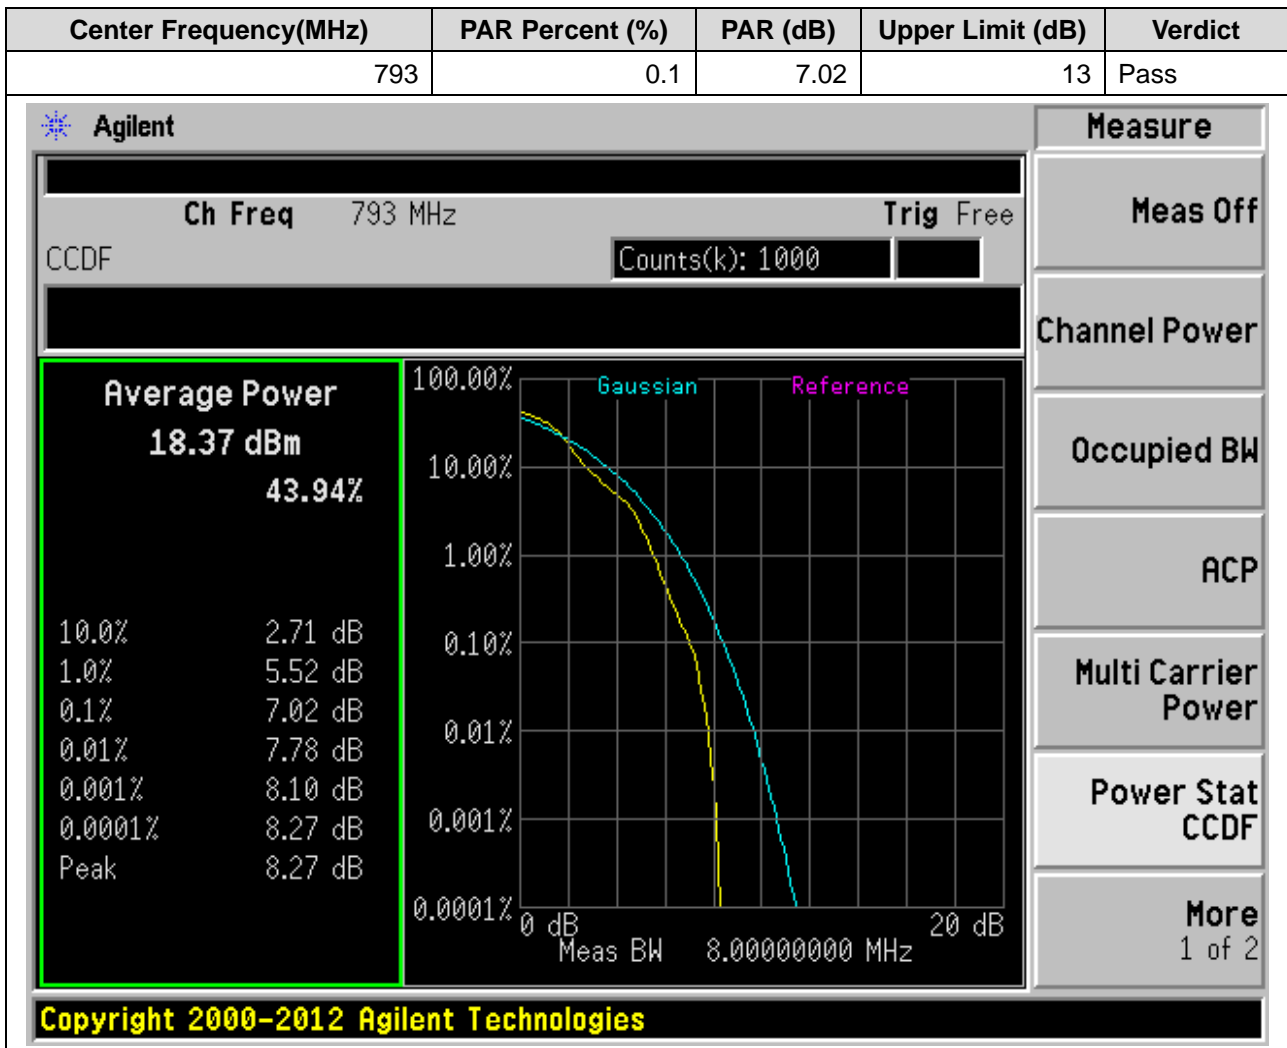 Center Frequency(MHz) PAR Percent (%) PAR (dB) Upper Limit (dB) Verdict
793 0.1 7.02 13 Pass
Agilent
Measure
Ch Freq 793 MHz Trig Free
CCDF Counts(k): 1000
Average Power
18.37 dBm
43.94%
10.0% 2.71 dB
1.0% 5.52 dB
0.1% 7.02 dB
0.01% 7.78 dB
0.001% 8.10 dB
0.0001% 8.27 dB
Peak 8.27 dB
Gaussian Reference
100.00%
10.00%
1.00%
0.10%
0.01%
0.001%
0.0001%
0 dB 20 dB
Meas BW 8.00000000 MHz
Meas Off
Channel Power
Occupied BW
ACP
Multi Carrier
Power
Power Stat
CCDF
More
1 of 2
Copyright 2000-2012 Agilent Technologies